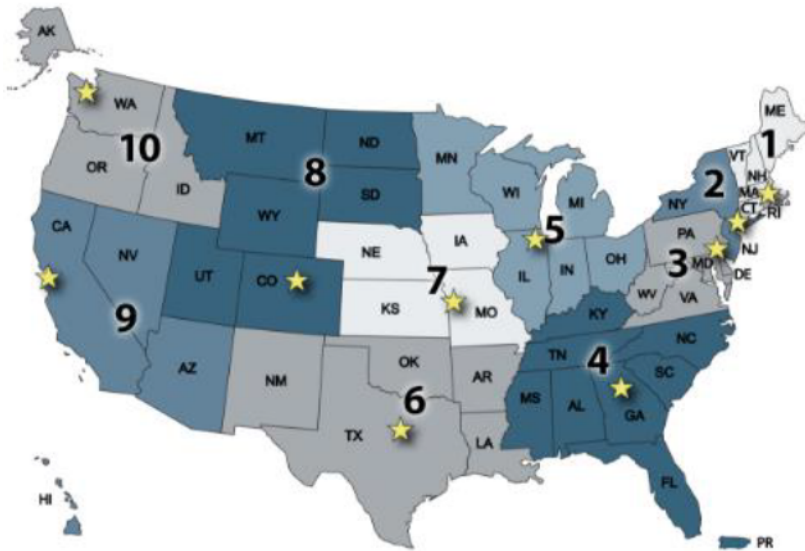 AK
WA
MT
ND
MN
ME
1
10
VT
NH
OR
8
WI
MI
2
MA
ID
SD
NY
CT
RI
WY
5
CA
PA
NJ
NV
NE
IA
3
MD
DE
UT
CO
7
IL
IN
OH
WV
VA
KS
MO
KY
9
NC
TN
4
AZ
OK
SC
NM
AR
6
MS
AL
GA
TX
LA
FL
HI
PR